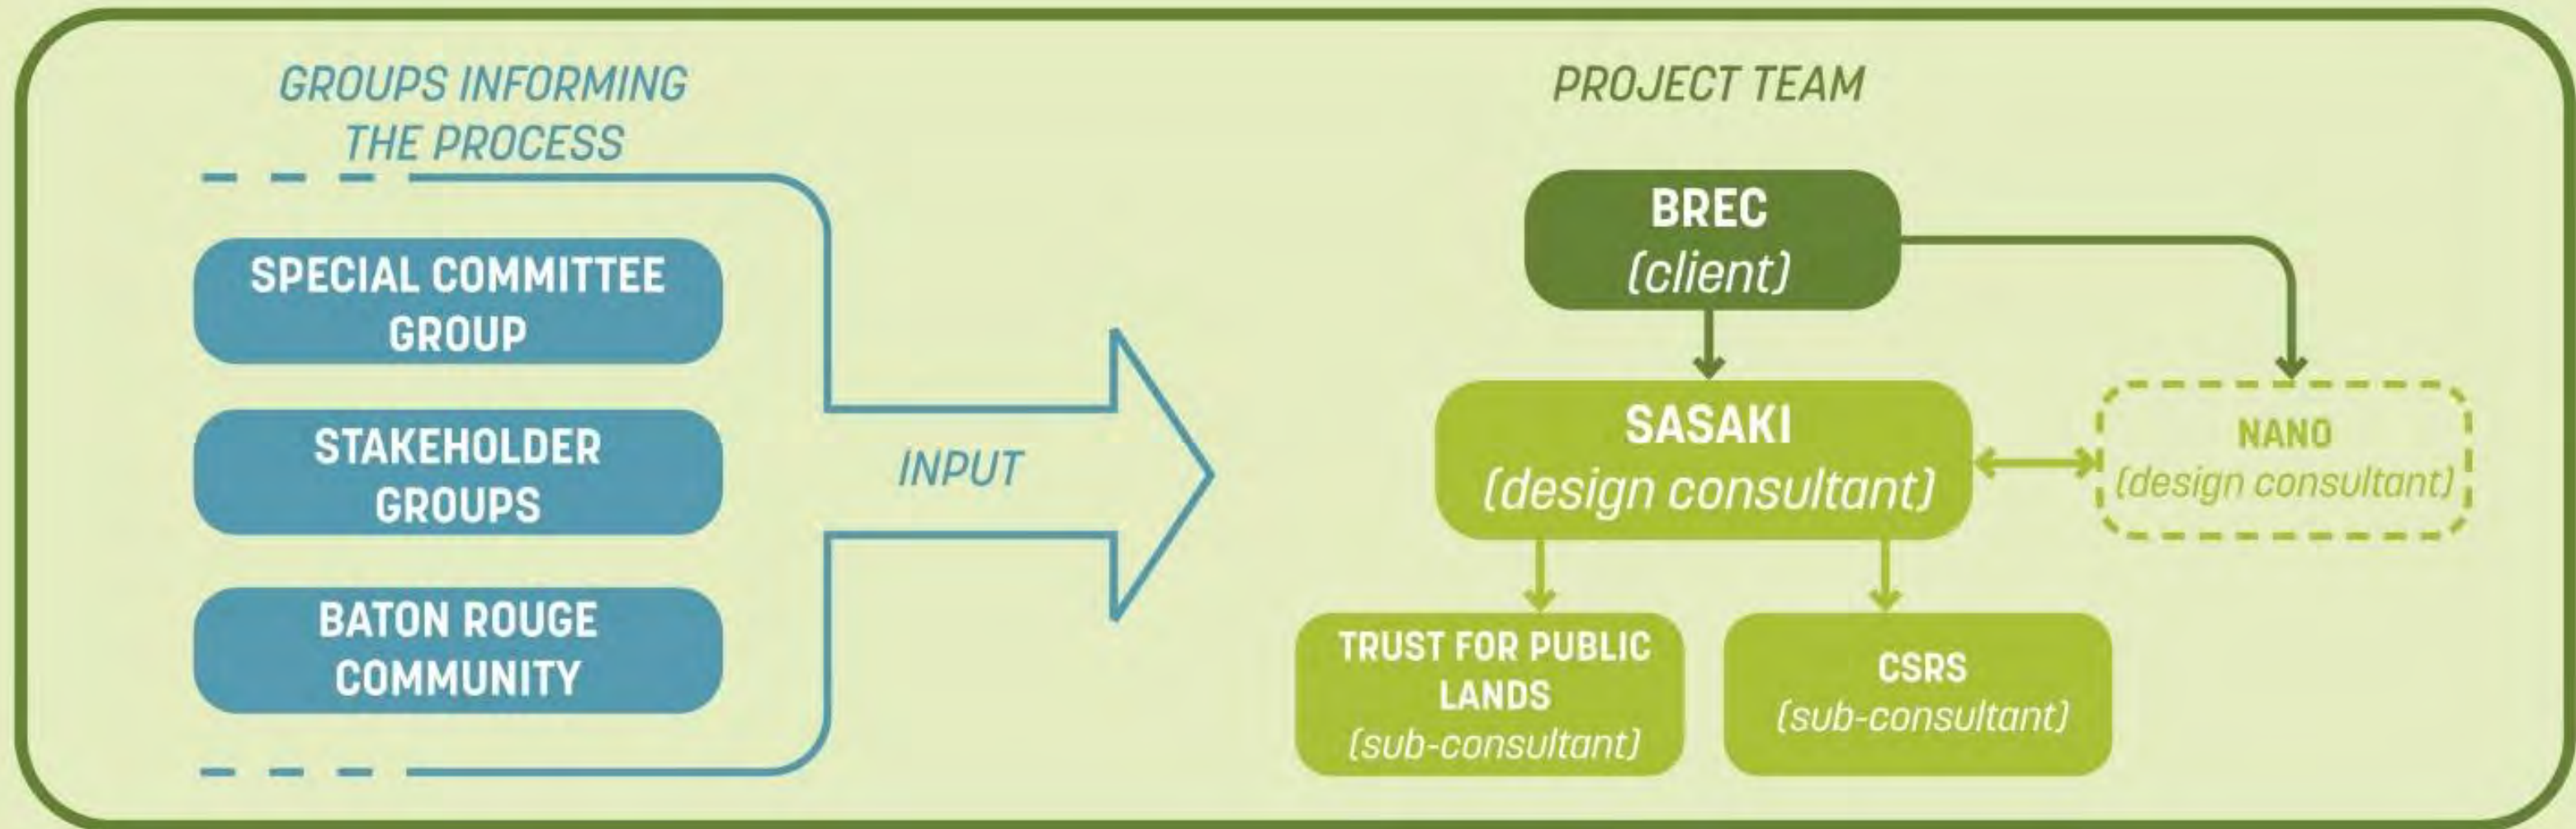 GROUPS INFORMING
THE PROCESS
SPECIAL COMMITTEE
GROUP
STAKEHOLDER
GROUPS
BATON ROUGE
COMMUNITY
INPUT
PROJECT TEAM
BREC
(client)
SASAKI
(design consultant)
NANO
(design consultant)
TRUST FOR PUBLIC
LANDS
(sub-consultant)
CSRS
(sub-consultant)